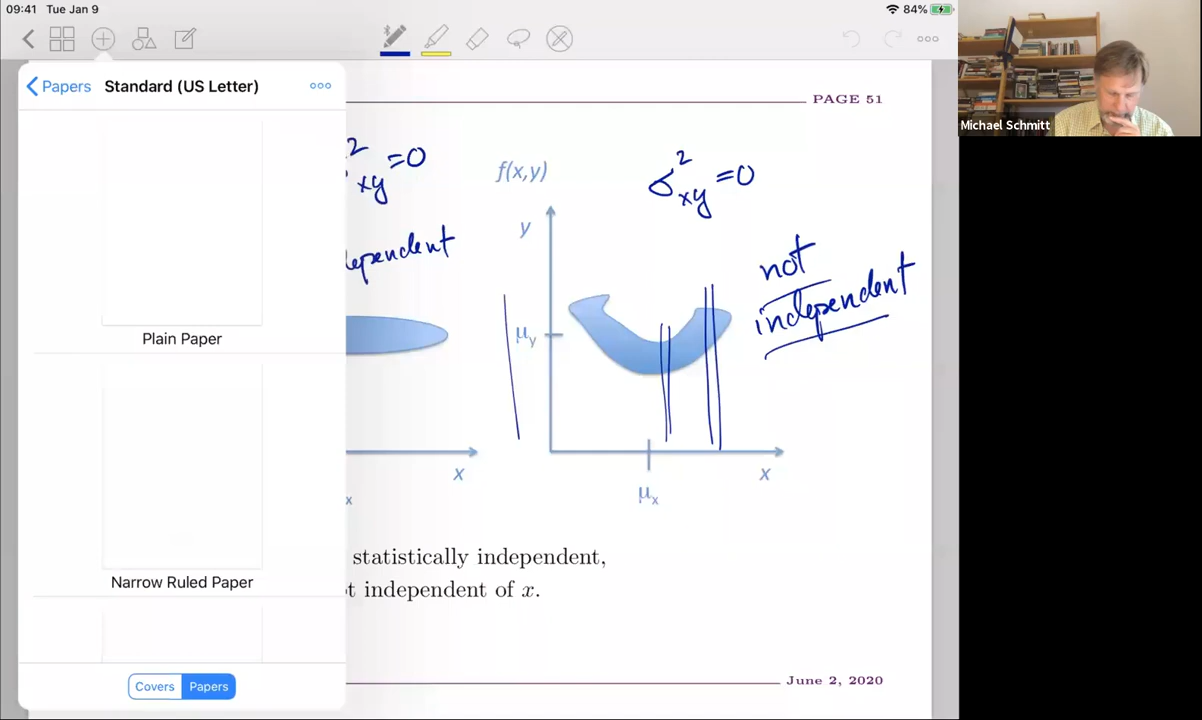 09:41 Tue Jan 9
84%
Papers
Standard (US Letter)
Plain Paper
Narrow Ruled Paper
Covers
Papers
PAGE 51
2
xy =0
f(x,y)
σ²xy =0
y
ependent
not
independent
μy
x
x
x
μx
statistically independent,
t independent of x.
June 2, 2020
Michael Schmitt